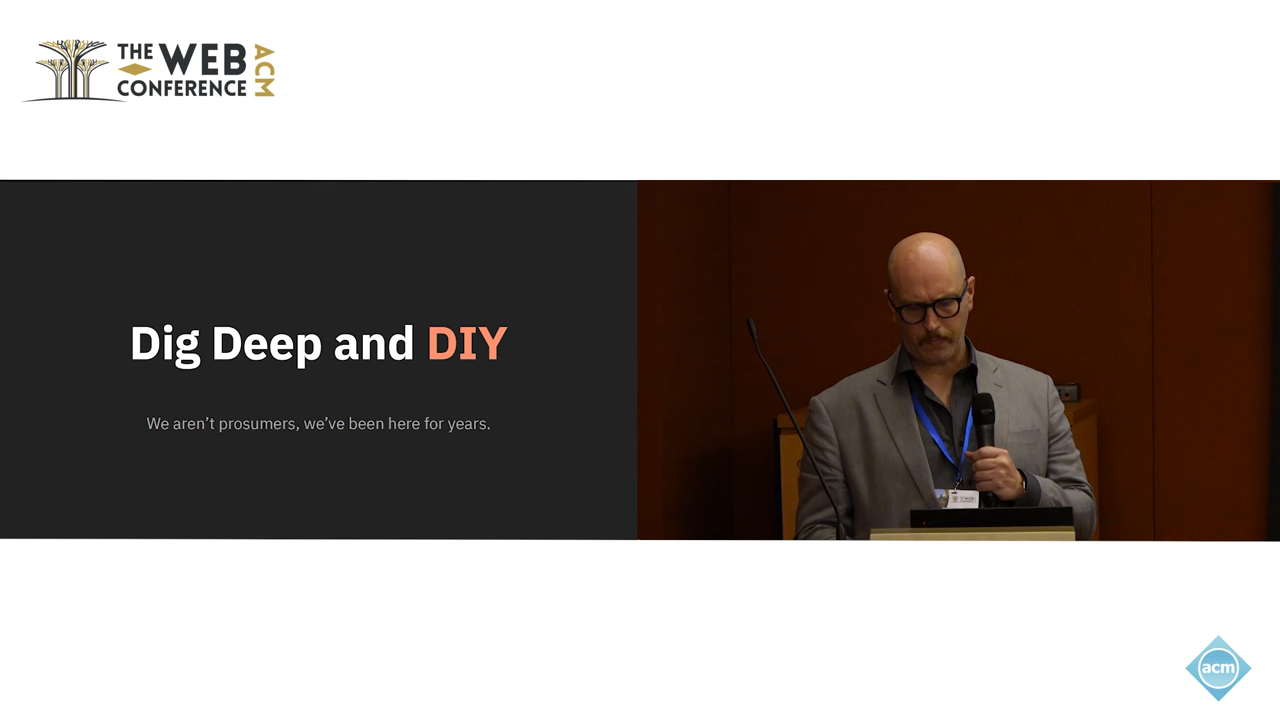 THE WEB
CONFERENCE
ACM
Dig Deep and DIY
We aren't prosumers, we've been here for years.
acm